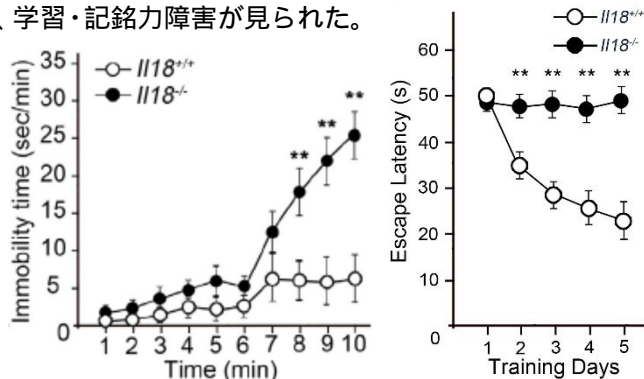 、学習・記銘力障害が見られた。
Immobility time (sec/min)
35
30
25
20
15
10
5
0
Il18+/+
Il18-/-
**
**
**
1 2 3 4 5 6 7 8 9 10
Time (min)
Escape Latency (s)
60
50
40
30
20
10
0
Il18+/+
Il18-/-
** ** ** **
1 2 3 4 5
Training Days